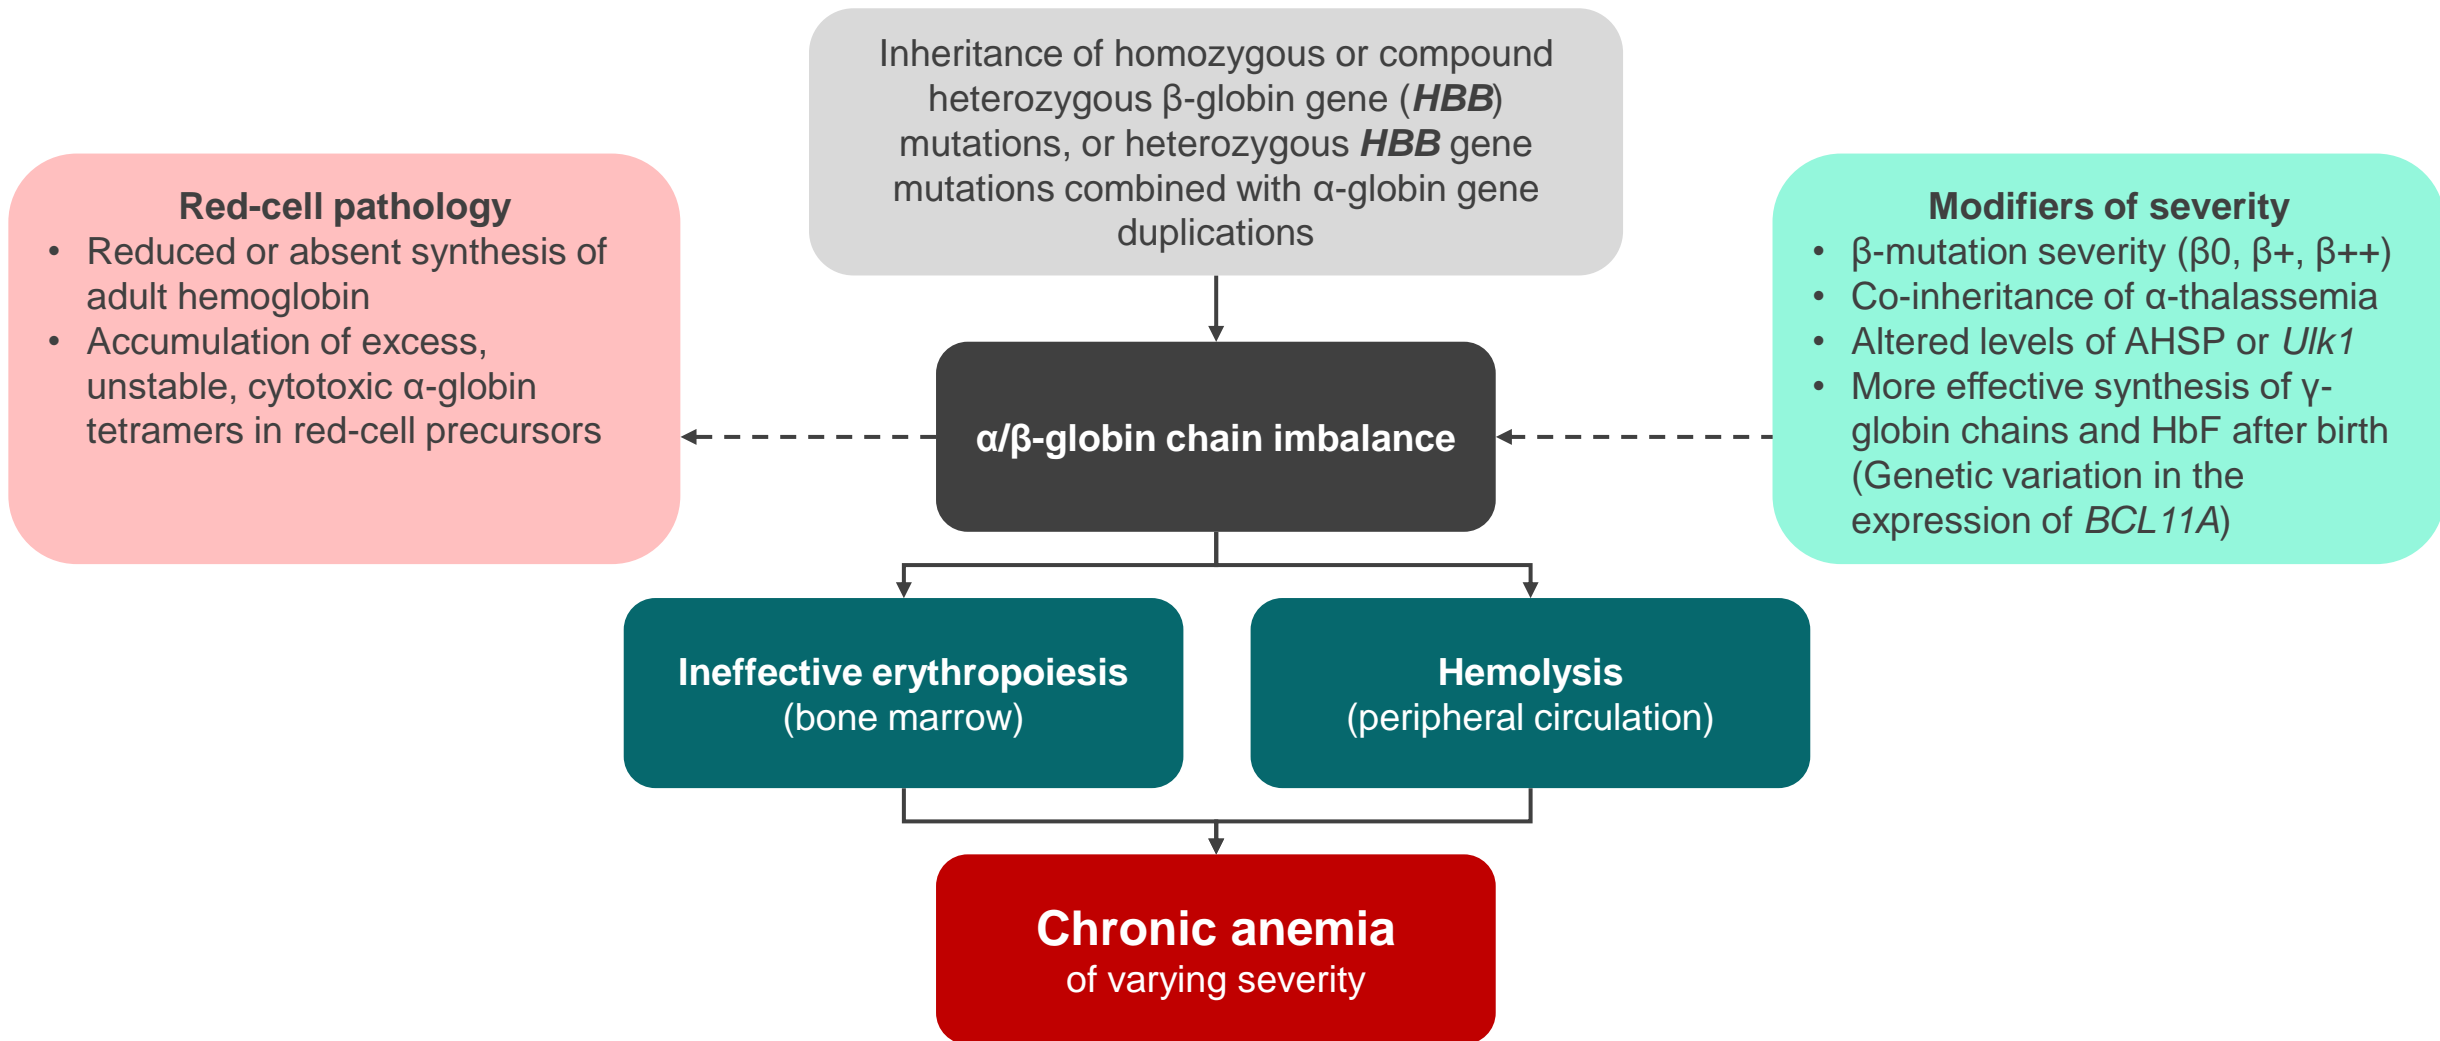 Inheritance of homozygous or compound
heterozygous β-globin gene (HBB)
mutations, or heterozygous HBB gene
mutations combined with α-globin gene
duplications
Red-cell pathology
• Reduced or absent synthesis of
adult hemoglobin
• Accumulation of excess,
unstable, cytotoxic α-globin
tetramers in red-cell precursors
α/β-globin chain imbalance
Modifiers of severity
• β-mutation severity (β0, β+, β++)
• Co-inheritance of α-thalassemia
• Altered levels of AHSP or Ulk1
• More effective synthesis of γ-
globin chains and HbF after birth
(Genetic variation in the
expression of BCL11A)
Ineffective erythropoiesis
(bone marrow)
Hemolysis
(peripheral circulation)
Chronic anemia
of varying severity